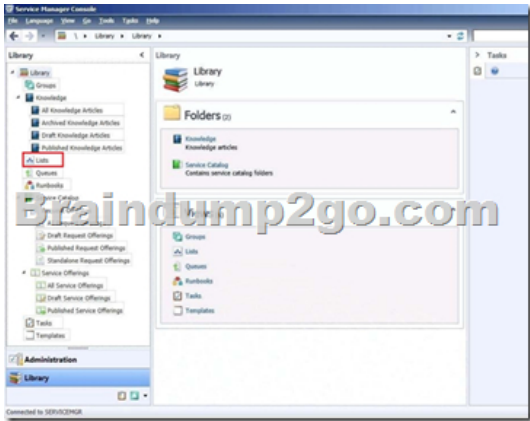 Service Manager Console
File Language View Go Tools Tasks Help
Library Library
Library
Library
Groups
Knowledge
All Knowledge Articles
Archived Knowledge Articles
Draft Knowledge Articles
Published Knowledge Articles
Lists
Queues
Runbooks
Draft Request Offerings
Published Request Offerings
Standalone Request Offerings
Service Offerings
All Service Offerings
Draft Service Offerings
Published Service Offerings
Tasks
Templates
Administration
Library
Connected to SERVICEMGR
Library
Library
Library
Folders (2)
Knowledge
Knowledge articles
Service Catalog
Contains service catalog folders
Braindump2go.com
Groups
Lists
Queues
Runbooks
Tasks
Templates
Tasks